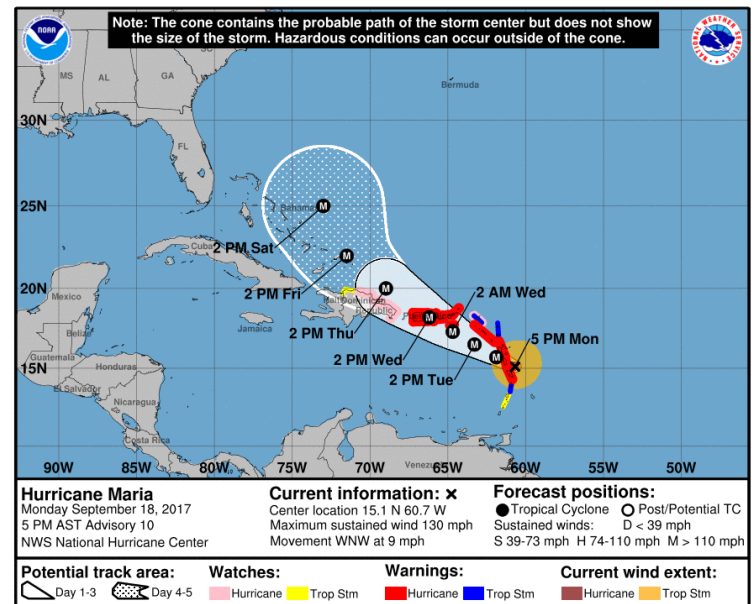 Note: The cone contains the probable path of the storm center but does not show
the size of the storm. Hazardous conditions can occur outside of the cone.
NOAA
NATIONAL WEATHER SERVICE
MS
AL
GA
SC
FL
Bermuda
30N
25N
20N
15N
Bahamas
2 PM Sat
Cuba
2 PM Fri
2 AM Wed
Mexico
Haiti
Dominican
Republic
2 PM Thu
Jamaica
Belize
2 PM Wed
5 PM Mon
Guatemala
Honduras
2 PM Tue
El Salvador
Nicaragua
Costa Rica
Venezuela
M
M
M
M
M
M
M
90W 85W 80W 75W 70W 65W 60W 55W 50W
Hurricane Maria
Monday September 18, 2017
5 PM AST Advisory 10
NWS National Hurricane Center
Current information: ×
Center location 15.1 N 60.7 W
Maximum sustained wind 130 mph
Movement WNW at 9 mph
Forecast positions:
Tropical Cyclone Post/Potential TC
Sustained winds: D < 39 mph
S 39-73 mph H 74-110 mph M > 110 mph
Potential track area:
Day 1-3 Day 4-5
Watches:
Hurricane Trop Stm
Warnings:
Hurricane Trop Stm
Current wind extent:
Hurricane Trop Stm